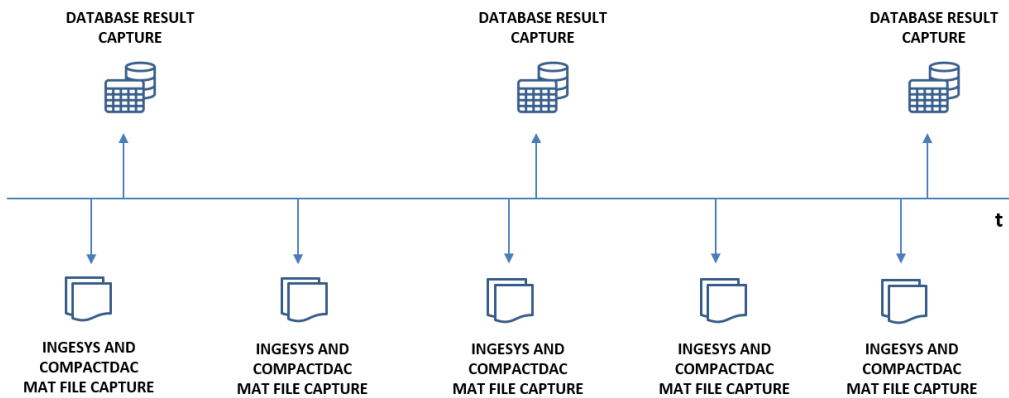 DATABASE RESULT
CAPTURE
DATABASE RESULT
CAPTURE
DATABASE RESULT
CAPTURE
t
INGESYS AND
COMPACTDAC
MAT FILE CAPTURE
INGESYS AND
COMPACTDAC
MAT FILE CAPTURE
INGESYS AND
COMPACTDAC
MAT FILE CAPTURE
INGESYS AND
COMPACTDAC
MAT FILE CAPTURE
INGESYS AND
COMPACTDAC
MAT FILE CAPTURE